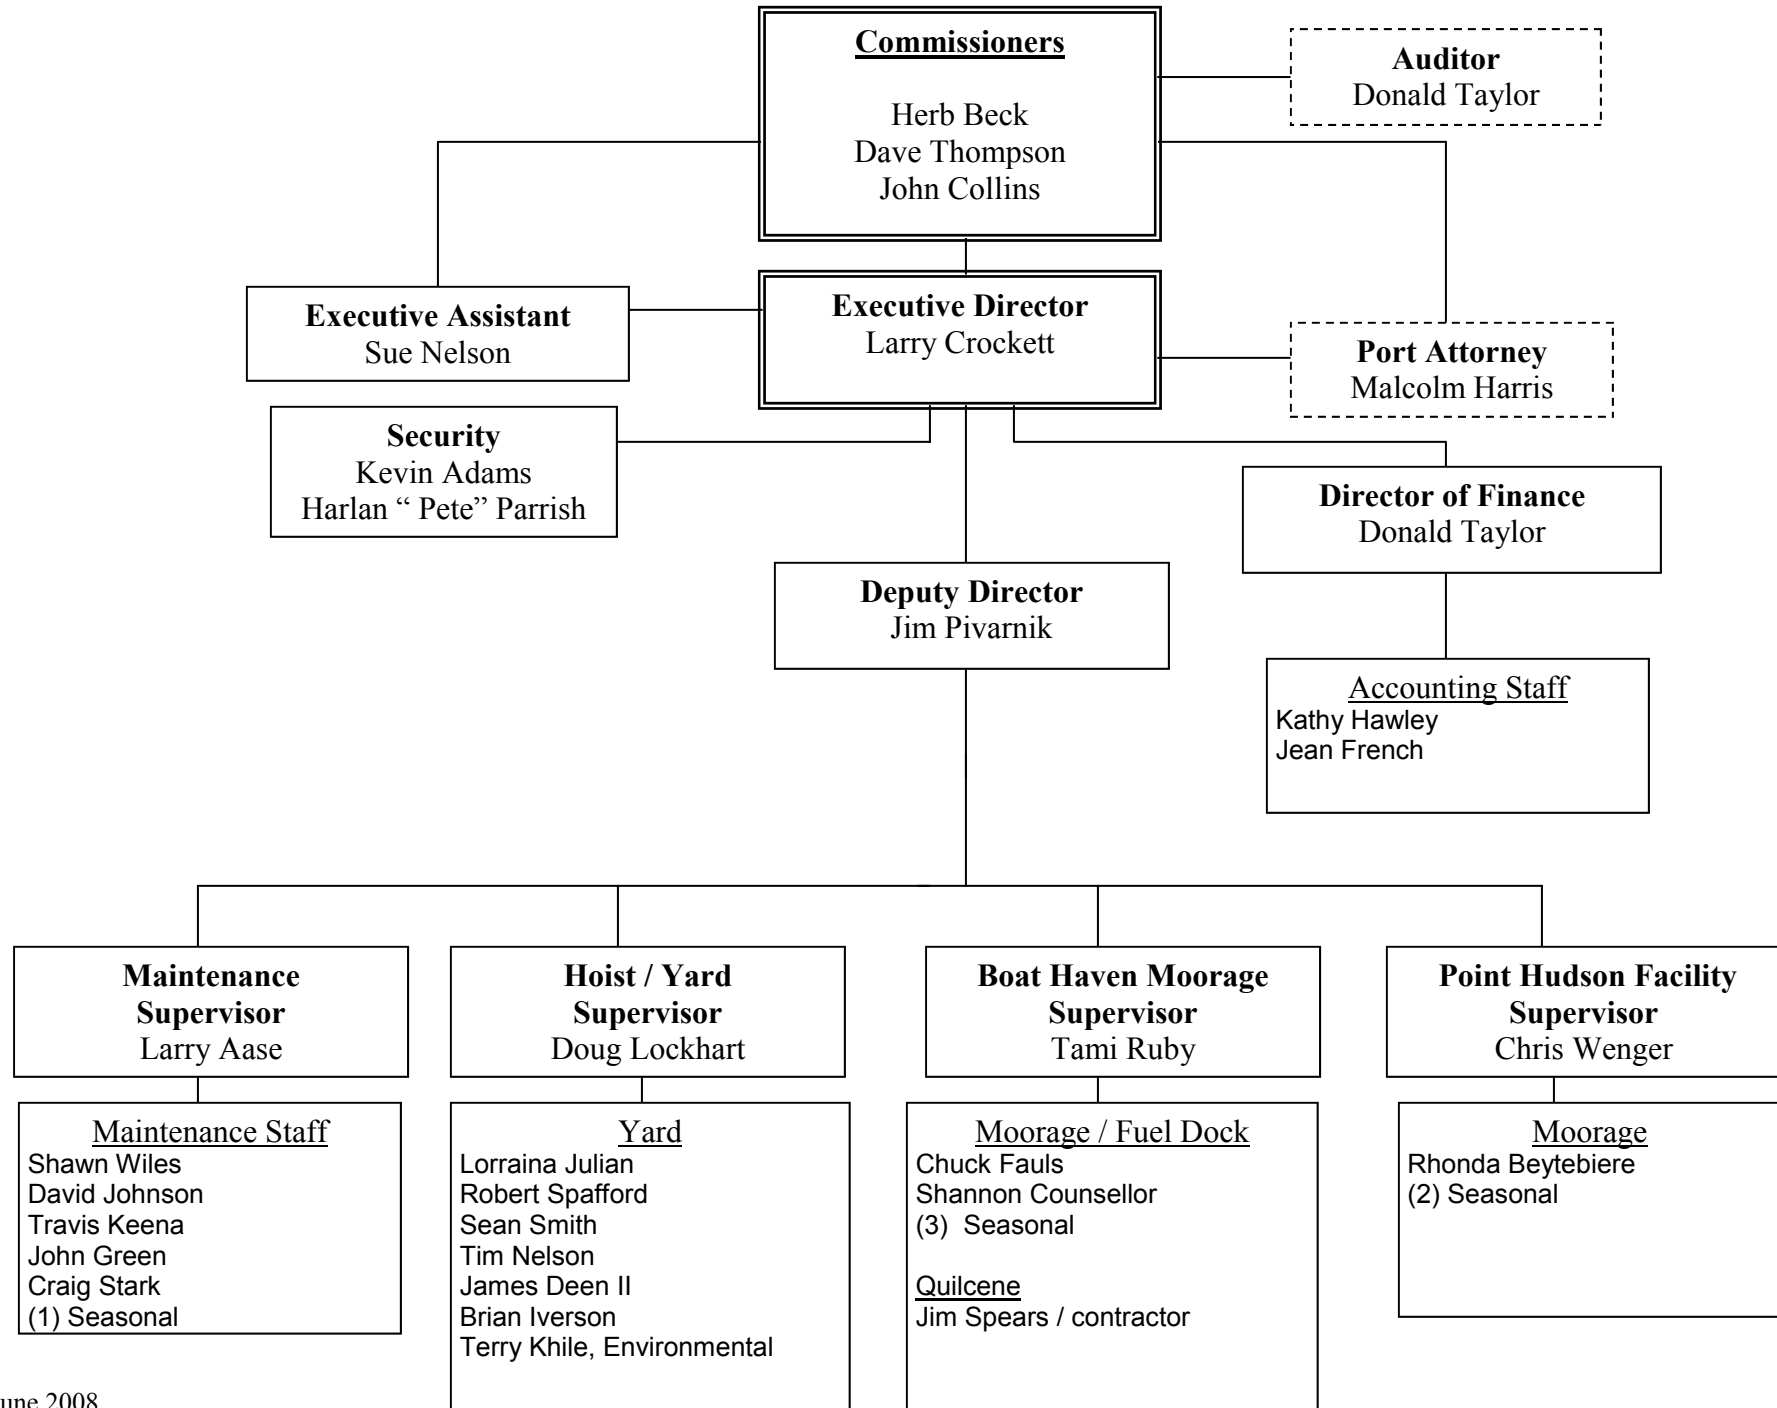 Commissioners
Herb Beck
Dave Thompson
John Collins
Auditor
Donald Taylor
Executive Assistant
Sue Nelson
Executive Director
Larry Crockett
Port Attorney
Malcolm Harris
Security
Kevin Adams
Harlan “ Pete” Parrish
Director of Finance
Donald Taylor
Deputy Director
Jim Pivarnik
Accounting Staff
Kathy Hawley
Jean French
Maintenance
Supervisor
Larry Aase
Hoist / Yard
Supervisor
Doug Lockhart
Boat Haven Moorage
Supervisor
Tami Ruby
Point Hudson Facility
Supervisor
Chris Wenger
Maintenance Staff
Shawn Wiles
David Johnson
Travis Keena
John Green
Craig Stark
(1) Seasonal
Yard
Lorraina Julian
Robert Spafford
Sean Smith
Tim Nelson
James Deen II
Brian Iverson
Terry Khile, Environmental
Moorage / Fuel Dock
Chuck Fauls
Shannon Counsellor
(3)  Seasonal
Quilcene
Jim Spears / contractor
Moorage
Rhonda Beytebiere
(2) Seasonal
une 2008